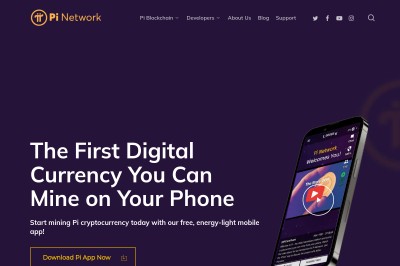 Pi Network
Pi Blockchain
Developers
About Us
Blog
Support
The First Digital
Currency You Can
Mine on Your Phone
Start mining Pi cryptocurrency today with our free, energy-light mobile
app!
Download Pi App Now
Pi Network
Welcomes You!